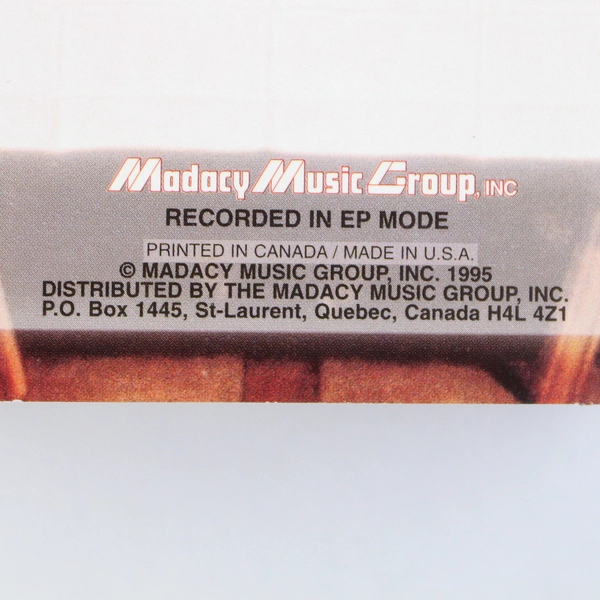 Madacy Music Group, INC
RECORDED IN EP MODE
PRINTED IN CANADA / MADE IN U.S.A.
© MADACY MUSIC GROUP, INC. 1995
DISTRIBUTED BY THE MADACY MUSIC GROUP, INC.
P.O. Box 1445, St-Laurent, Quebec, Canada H4L 4Z1